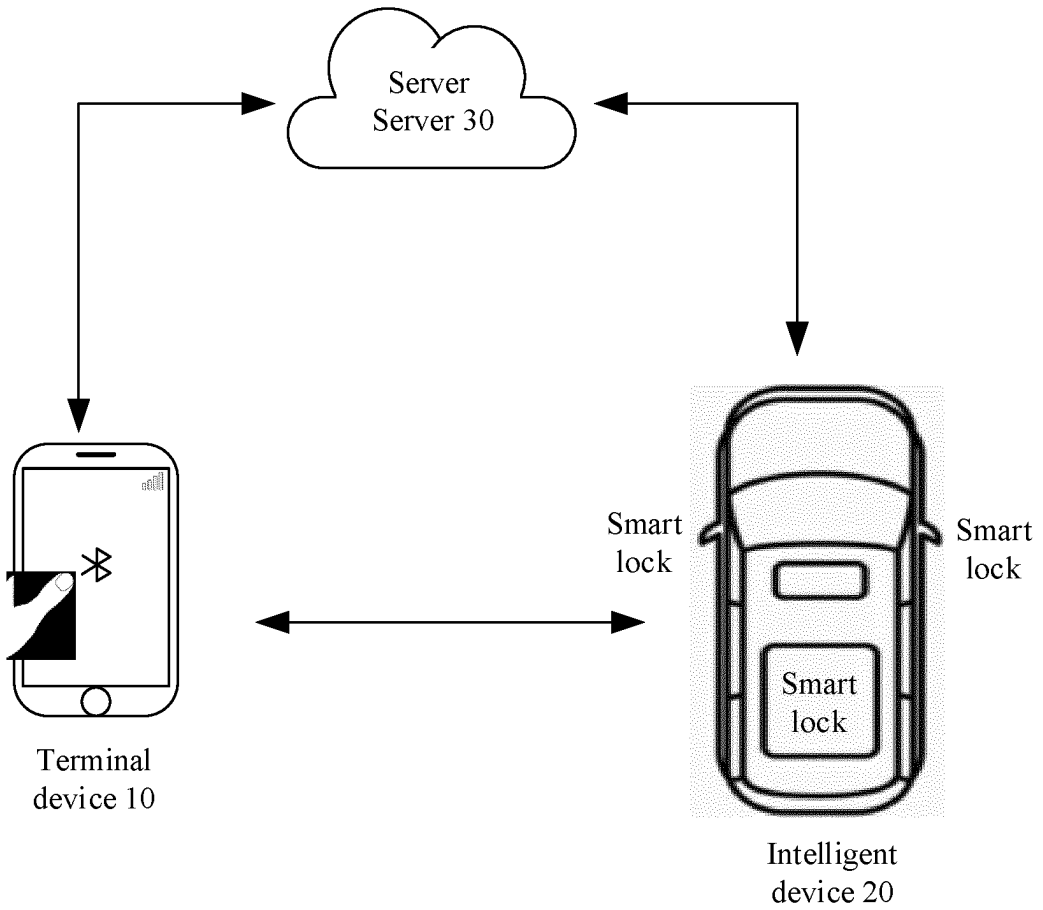 Server
Server 30
Smart
lock
Smart
lock
Smart
lock
Terminal
device 10
Intelligent
device 20